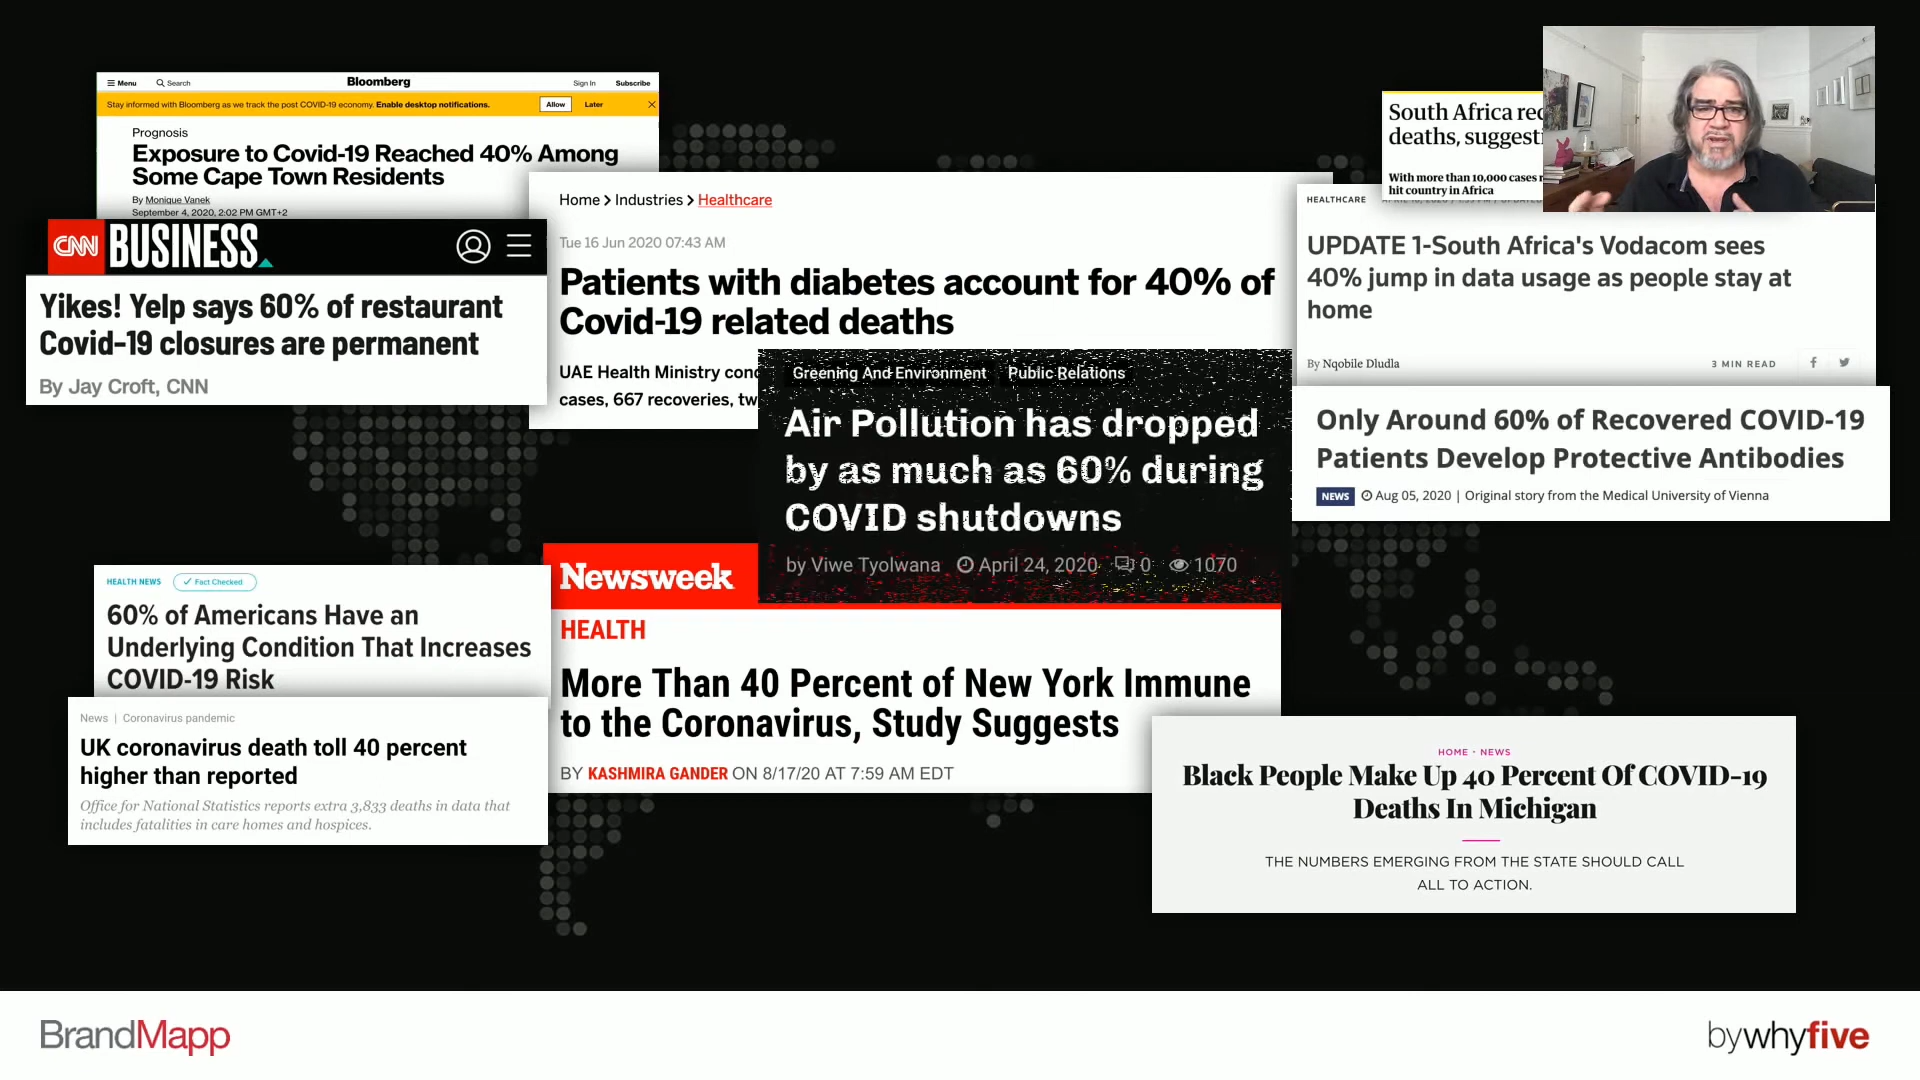 Menu
Search
Bloomberg
Sign In
Subscribe
Stay informed with Bloomberg as we track the post COVID-19 economy. Enable desktop notifications.
Allow
Later
Prognosis
Exposure to Covid-19 Reached 40% Among
Some Cape Town Residents
By Monique Vanek
September 4, 2020, 2:02 PM GMT+2
CNN BUSINESS
Yikes! Yelp says 60% of restaurant
Covid-19 closures are permanent
By Jay Croft, CNN
Home > Industries > Healthcare
Tue 16 Jun 2020 07:43 AM
Patients with diabetes account for 40% of
Covid-19 related deaths
UAE Health Ministry
cases, 667 recoveries,
South Africa
deaths,
With more than 10,000 cases
hit country in Africa
HEALTHCARE
UPDATE 1-South Africa's Vodacom sees
40% jump in data usage as people stay at
home
By Nqobile Dludla
3 MIN READ
Greening And Environment Public Relations
Air Pollution has dropped
by as much as 60% during
COVID shutdowns
by Viwe Tyolwana April 24, 2020 0 1070
Only Around 60% of Recovered COVID-19
Patients Develop Protective Antibodies
NEWS Aug 05, 2020 | Original story from the Medical University of Vienna
HEALTH NEWS
Fact Checked
60% of Americans Have an
Underlying Condition That Increases
COVID-19 Risk
News | Coronavirus pandemic
UK coronavirus death toll 40 percent
higher than reported
Office for National Statistics reports extra 3,833 deaths in data that
includes fatalities in care homes and hospices.
Newsweek
HEALTH
More Than 40 Percent of New York Immune
to the Coronavirus, Study Suggests
BY KASHMIRA GANDER ON 8/17/20 AT 7:59 AM EDT
HOME · NEWS
Black People Make Up 40 Percent Of COVID-19
Deaths In Michigan
THE NUMBERS EMERGING FROM THE STATE SHOULD CALL
ALL TO ACTION.
BrandMapp
bywhyfive